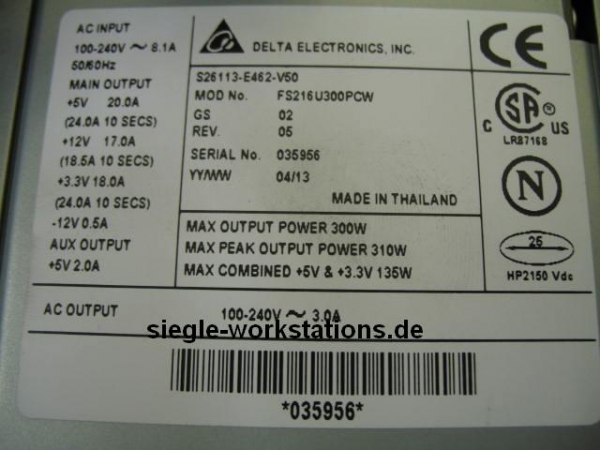 AC INPUT
100-240V ~ 8.1A
50/60Hz
MAIN OUTPUT
+5V 20.0A
(24.0A 10 SECS)
+12V 17.0A
(18.5A 10 SECS)
+3.3V 18.0A
(24.0A 10 SECS)
-12V 0.5A
AUX OUTPUT
+5V 2.0A
DELTA ELECTRONICS, INC.
S26113-E462-V50
MOD No. FS216U300PCW
GS 02
REV. 05
SERIAL No. 035956
YY/WW 04/13
MADE IN THAILAND
MAX OUTPUT POWER 300W
MAX PEAK OUTPUT POWER 310W
MAX COMBINED +5V & +3.3V 135W
CE
C SA ® US
LR87168
N
25
HP2150 Vdc
AC OUTPUT 100-240V ~ 3.0A
siegle-workstations.de
*035956*